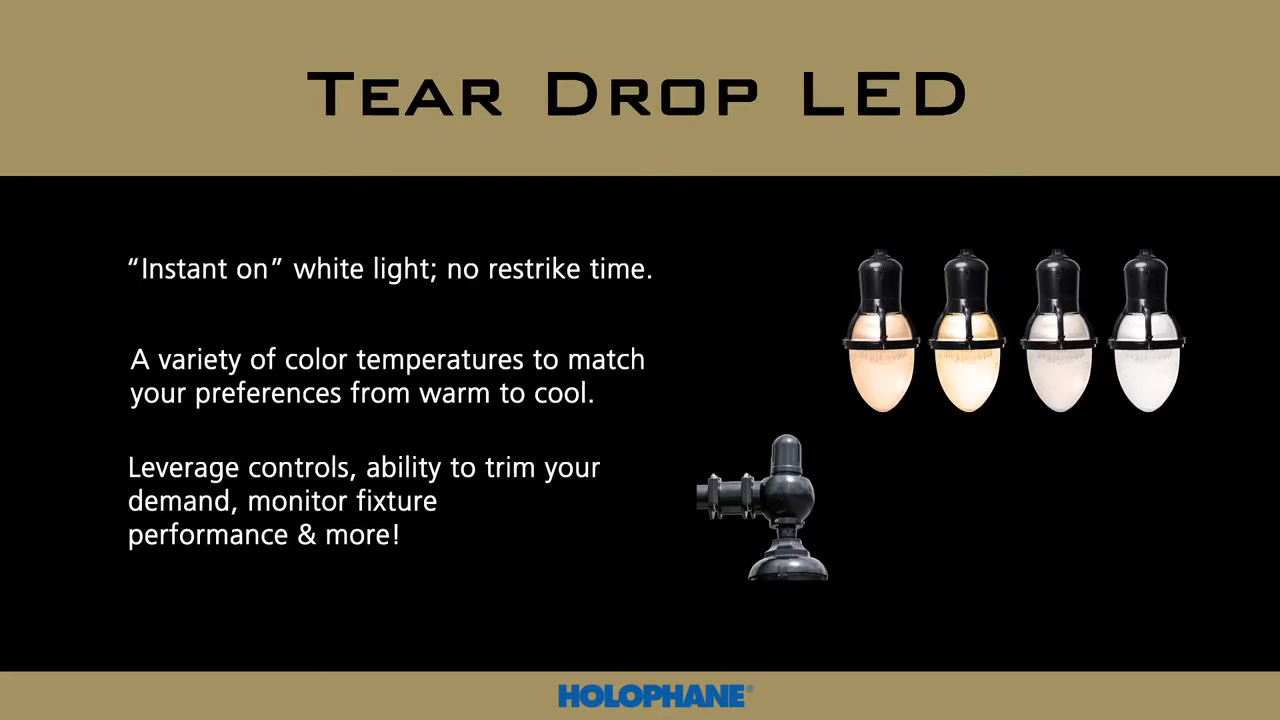 TEAR DROP LED
“Instant on” white light; no restrike time.
A variety of color temperatures to match
your preferences from warm to cool.
Leverage controls, ability to trim your
demand, monitor fixture
performance & more!
HOLOPHANE®